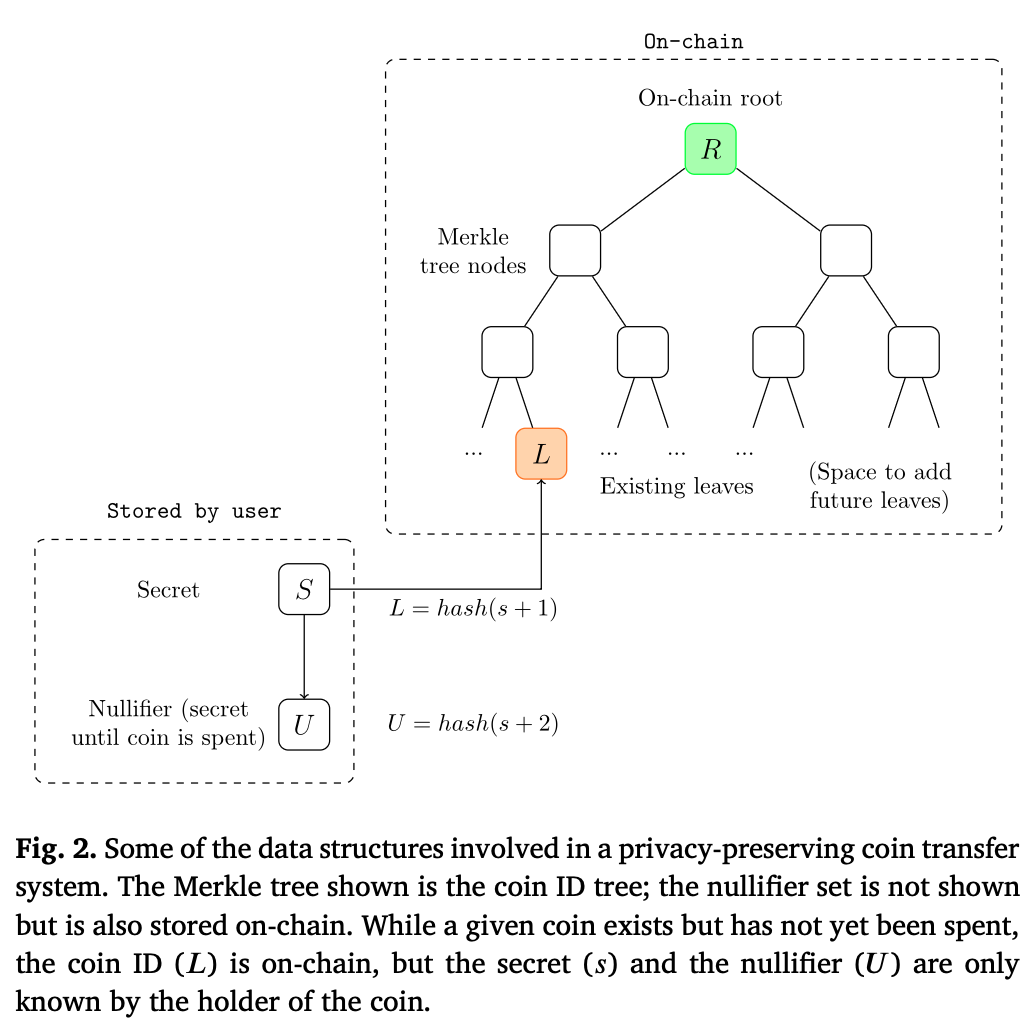 On-chain
On-chain root
R
Merkle
tree nodes
... L ... ... ...
Existing leaves
(Space to add
future leaves)
Stored by user
Secret
S
L = hash(s + 1)
Nullifier (secret
until coin is spent)
U
U = hash(s + 2)
Fig. 2. Some of the data structures involved in a privacy-preserving coin transfer
system. The Merkle tree shown is the coin ID tree; the nullifier set is not shown
but is also stored on-chain. While a given coin exists but has not yet been spent,
the coin ID (L) is on-chain, but the secret (s) and the nullifier (U) are only
known by the holder of the coin.